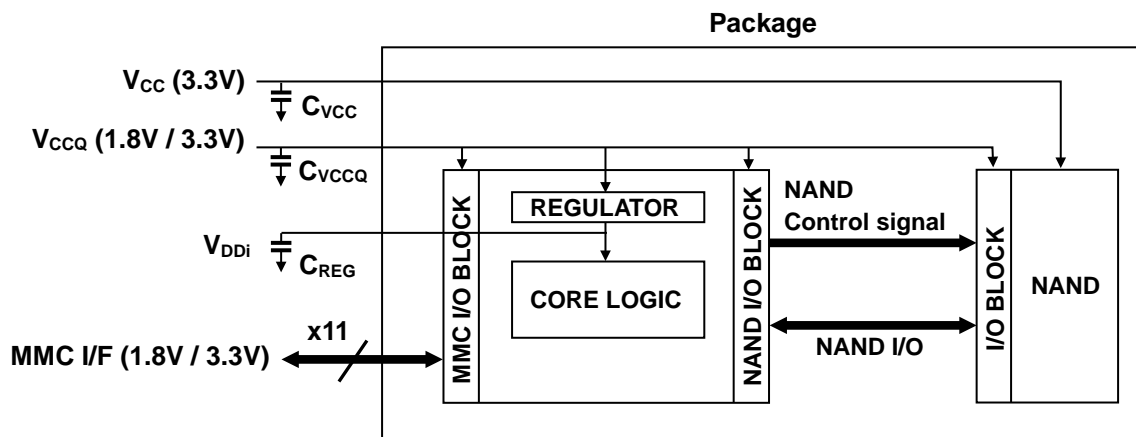 Package
VCC (3.3V)
CVCC
VCCQ (1.8V / 3.3V)
CVCCQ
VDDi
CREG
MMC I/F (1.8V / 3.3V)
x11
MMC I/O BLOCK
REGULATOR
CORE LOGIC
NAND I/O BLOCK
NAND
Control signal
NAND I/O
I/O BLOCK
NAND